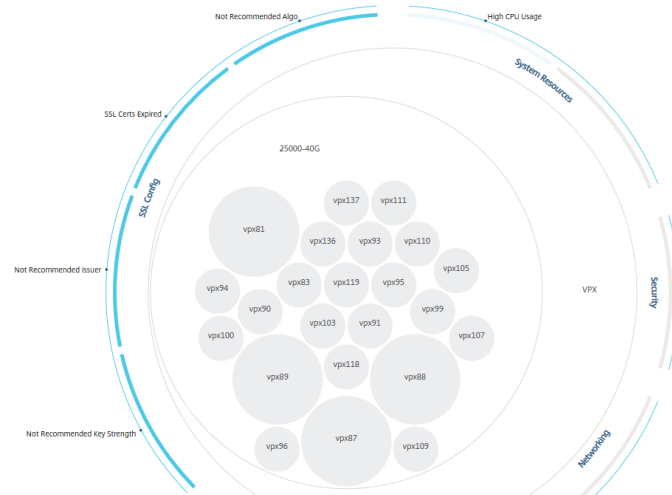 Not Recommended Algo
High CPU Usage
System Resources
SSL Certs Expired
25000-40G
SSL Config
vpx137
vpx111
vpx81
vpx136
vpx93
vpx110
vpx105
vpx94
vpx83
vpx119
vpx95
Not Recommended Issuer
VPX
Security
vpx90
vpx99
vpx103
vpx91
vpx100
vpx107
vpx118
vpx89
vpx88
Not Recommended Key Strength
vpx87
vpx96
vpx109
Networking